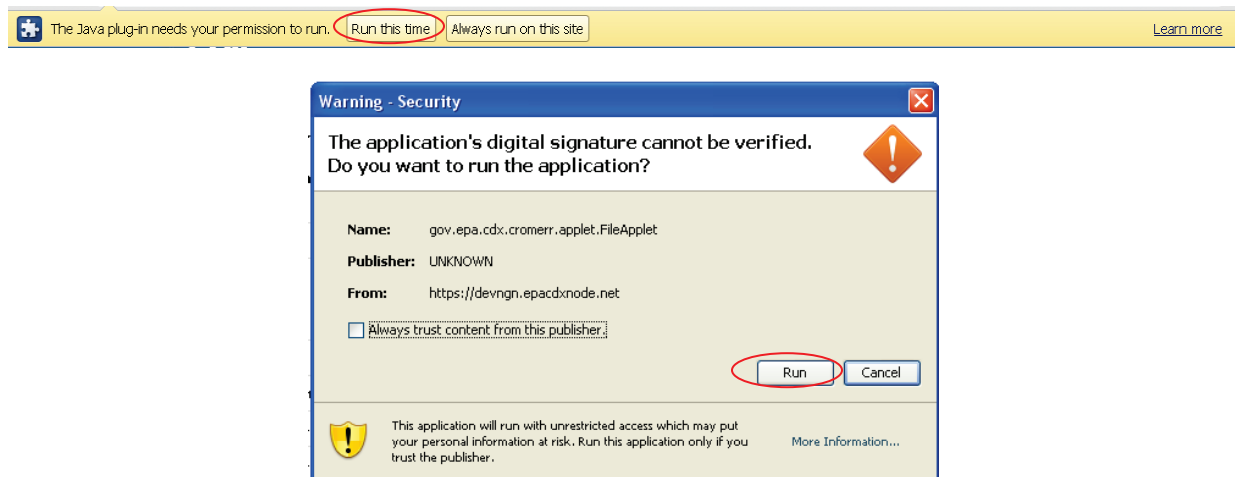 The Java plug-in needs your permission to run. Run this time Always run on this site Learn more
Warning - Security
The application's digital signature cannot be verified.
Do you want to run the application?
Name: gov.epa.cdx.cromerr.applet.FileApplet
Publisher: UNKNOWN
From: https://devngn.epacdxnode.net
Always trust content from this publisher.
Run Cancel
This application will run with unrestricted access which may put
your personal information at risk. Run this application only if you More Information...
trust the publisher.